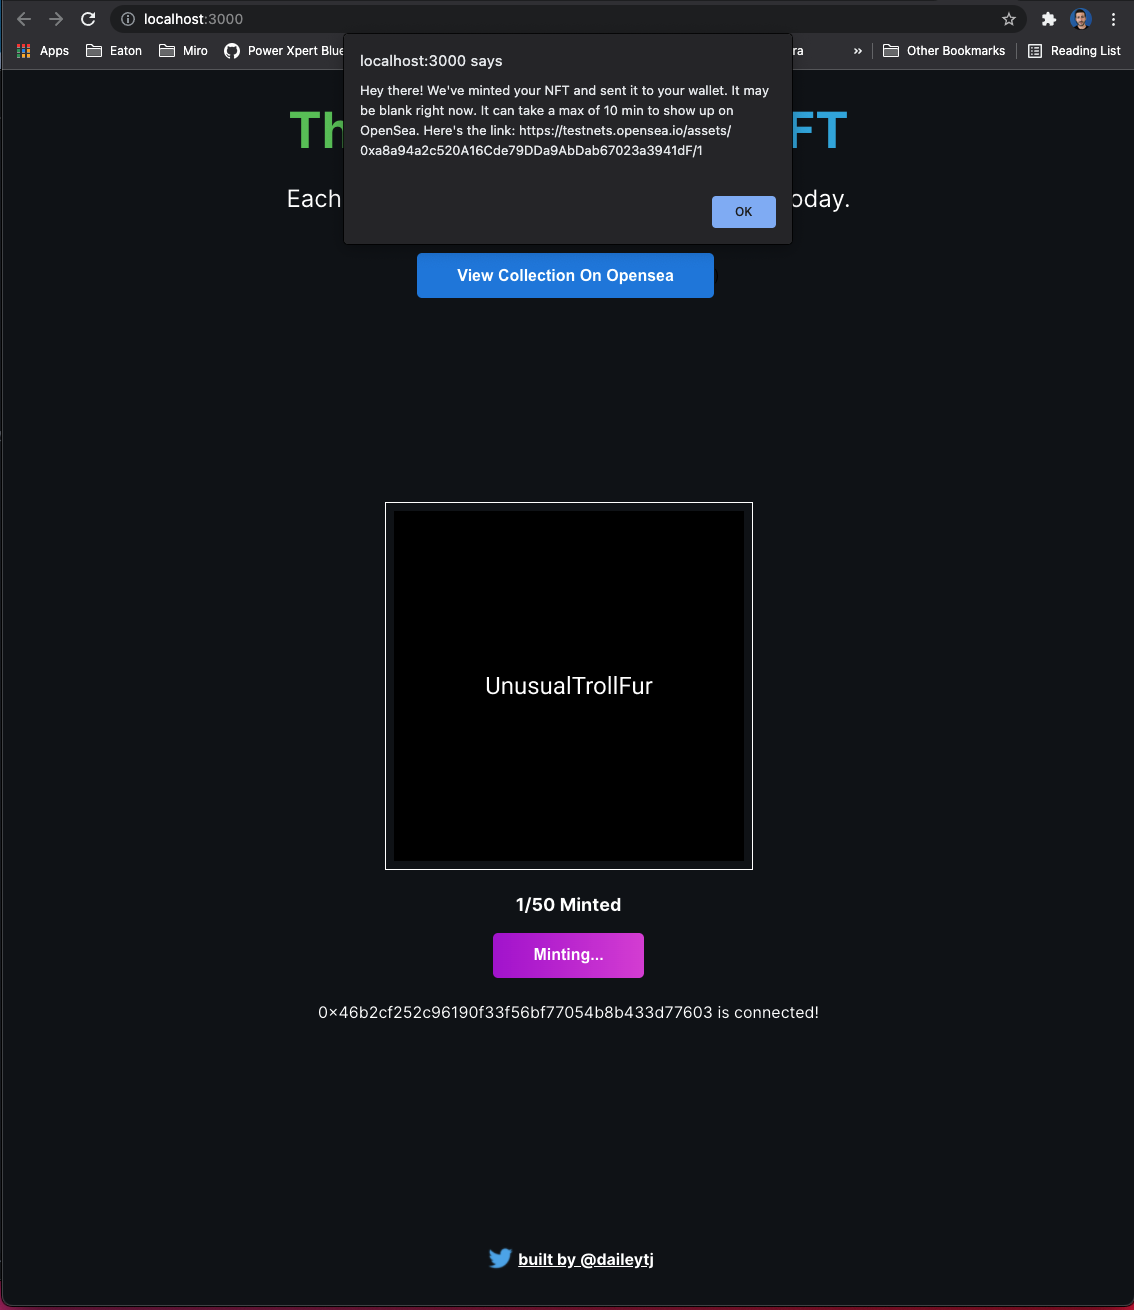 localhost:3000
Apps
Eaton
Miro
Power Xpert Blue
ra
»
Other Bookmarks
Reading List
localhost:3000 says
Hey there! We've minted your NFT and sent it to your wallet. It may
be blank right now. It can take a max of 10 min to show up on
OpenSea. Here's the link: https://testnets.opensea.io/assets/
0xa8a94a2c520A16Cde79DDa9AbDab67023a3941dF/1
OK
Th FT
Each oday.
View Collection On Opensea
UnusualTrollFur
1/50 Minted
Minting...
0x46b2cf252c96190f33f56bf77054b8b433d77603 is connected!
built by @daileytj